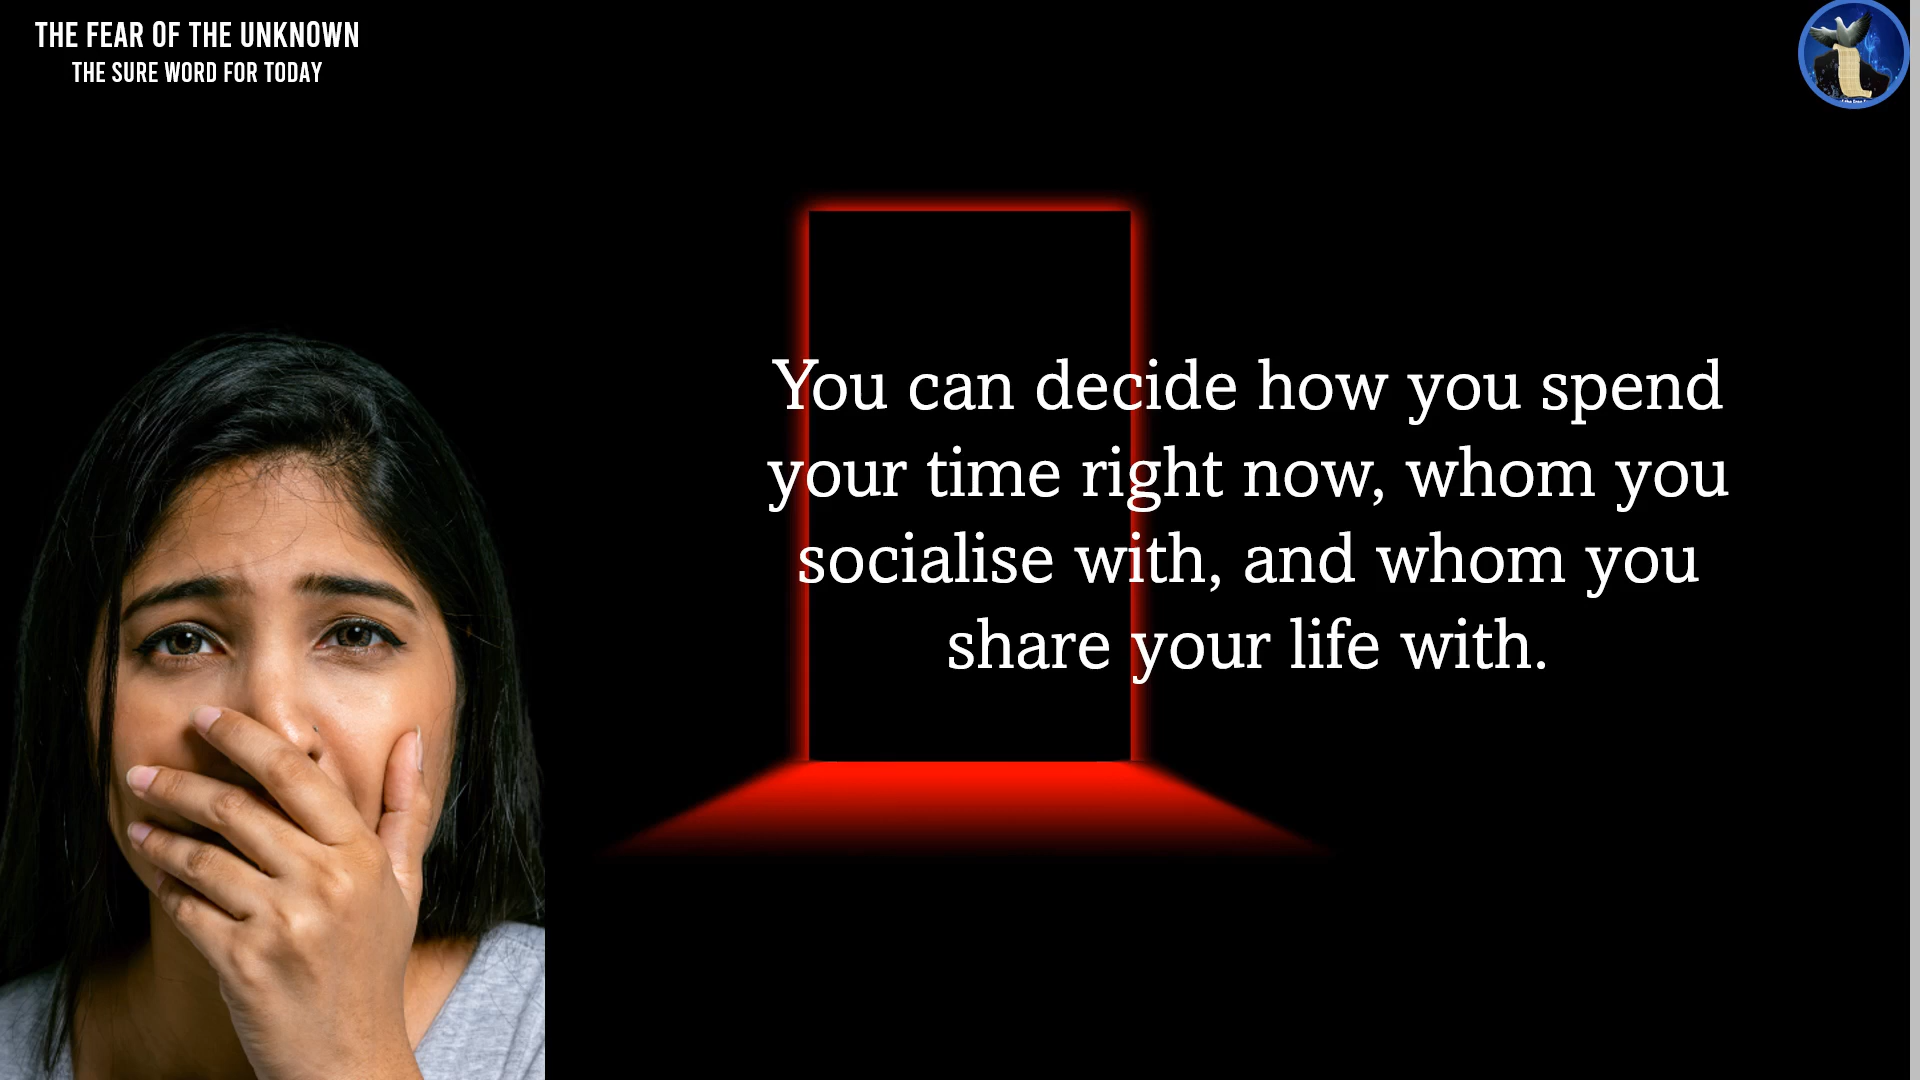 THE FEAR OF THE UNKNOWN
THE SURE WORD FOR TODAY
You can decide how you spend
your time right now, whom you
socialise with, and whom you
share your life with.